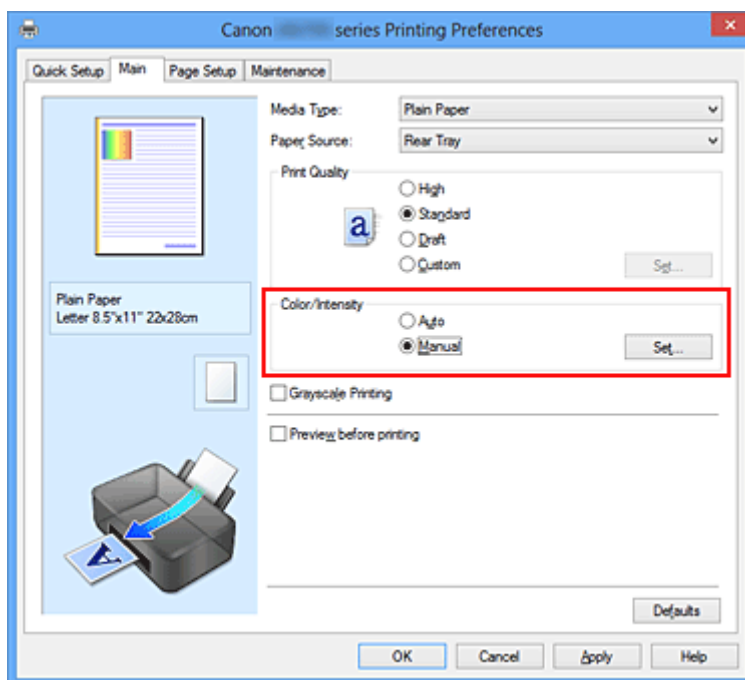 Canon series Printing Preferences
Quick Setup Main Page Setup Maintenance
Media Type: Plain Paper
Paper Source: Rear Tray
Print Quality
High
Standard
Draft
Custom Set...
a
Plain Paper
Letter 8.5"x11" 22x28cm
Color/Intensity
Auto
Manual Set...
Grayscale Printing
Preview before printing
A
Defaults
OK Cancel Apply Help